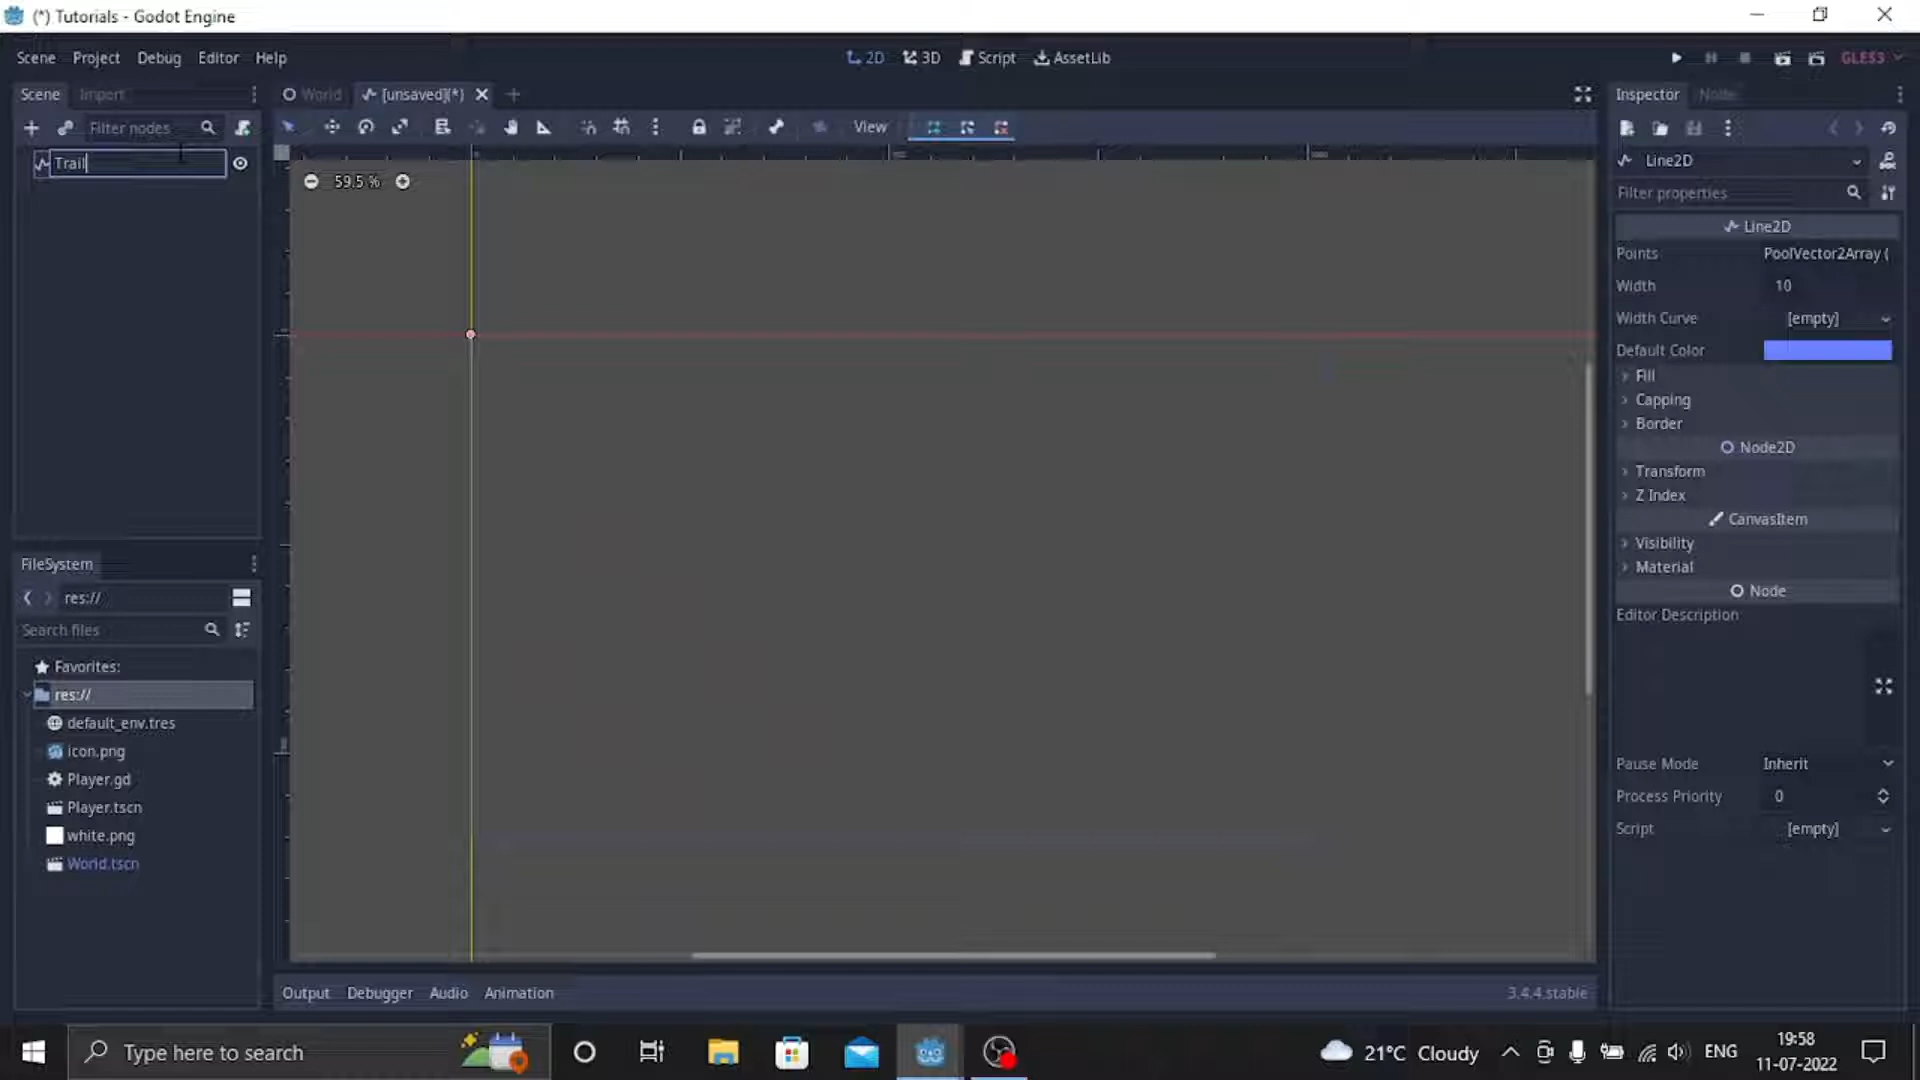 (*) Tutorials - Godot Engine
Scene Project Debug Editor Help
2D 3D Script AssetLib
GLES3
Scene Import
World [unsaved](*)
Inspector Node
Filter nodes
View
Trail
59.5 %
Line2D
Filter properties
Line2D
Points PoolVector2Array (
Width 10
Width Curve [empty]
Default Color
Fill
Capping
Border
Node2D
Transform
Z Index
CanvasItem
Visibility
Material
Node
Editor Description
Pause Mode Inherit
Process Priority 0
Script [empty]
FileSystem
res://
Search files
Favorites:
res://
default_env.tres
icon.png
Player.gd
Player.tscn
white.png
World.tscn
Output Debugger Audio Animation
3.4.4.stable
Type here to search
21°C Cloudy
ENG
19:58
11-07-2022